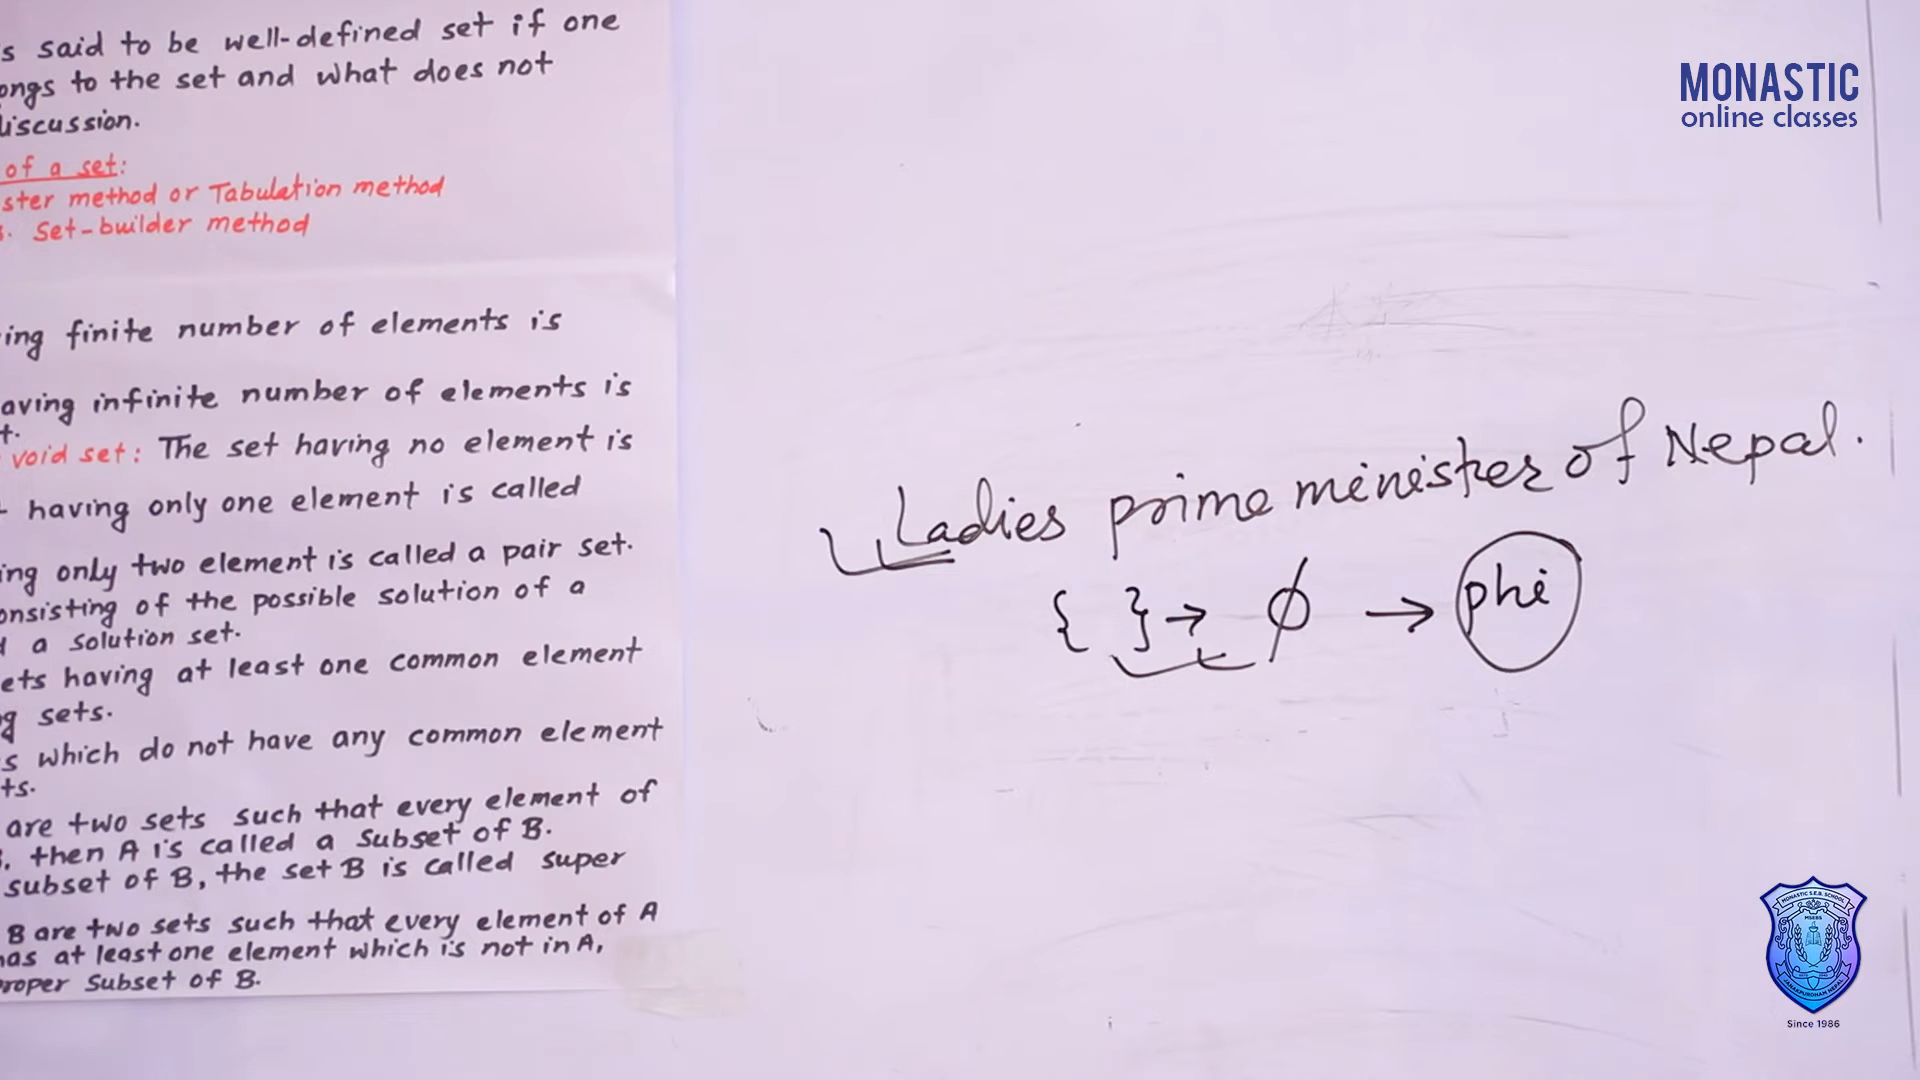 s said to be well-defined set if one
ongs to the set and what does not
discussion.
of a set:
ster method or Tabulation method
s. Set-builder method
ing finite number of elements is
aving infinite number of elements is
t.
void set: The set having no element is
t having only one element is called
ing only two element is called a pair set.
onsisting of the possible solution of a
d a solution set.
ets having at least one common element
g sets.
s which do not have any common element
ts.
are two sets such that every element of
B, then A is called a subset of B.
subset of B, the set B is called super
B are two sets such that every element of A
has at least one element which is not in A,
proper subset of B.
Ladies prime minister of Nepal.
{ } → ϕ → phi
MONASTIC
online classes
MONASTIC S.E.B. SCHOOL
MSEBS
JANAKPURDHAM NEPAL
Since 1986